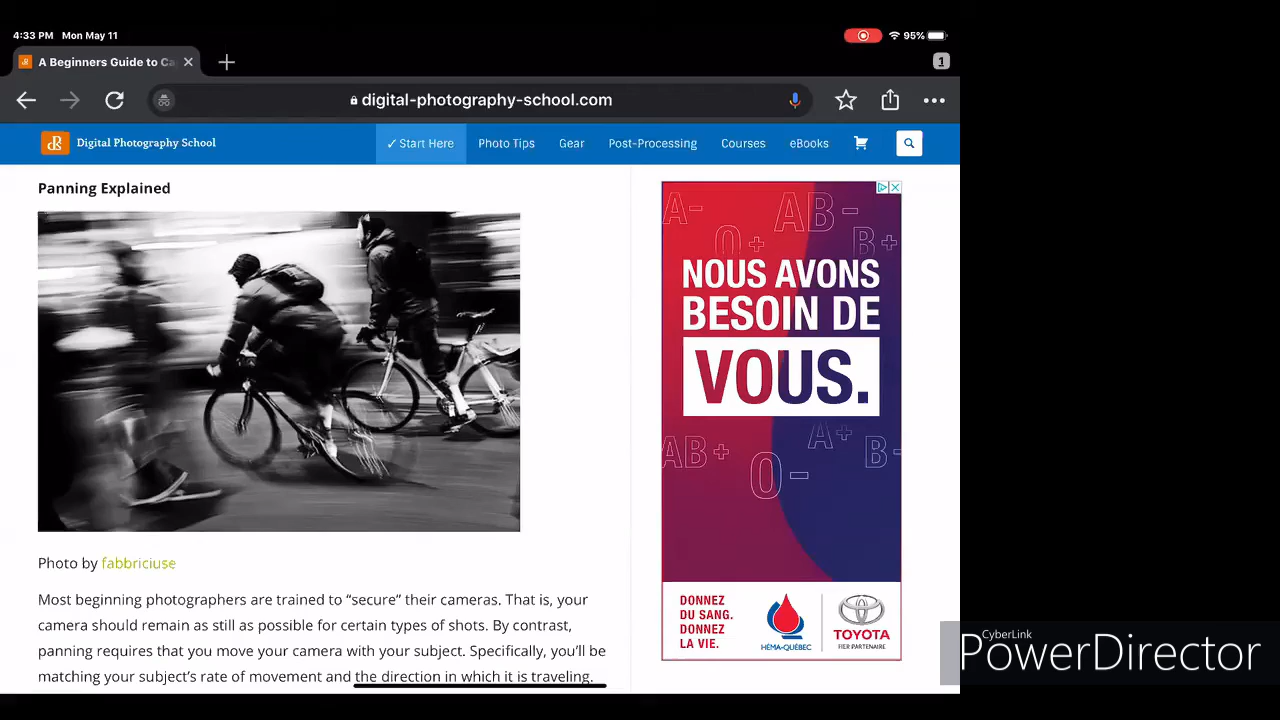 4:33 PM Mon May 11
95%
A Beginners Guide to Ca
1
digital-photography-school.com
dPS Digital Photography School
✓ Start Here
Photo Tips
Gear
Post-Processing
Courses
eBooks
Panning Explained
Photo by fabbriciuse
Most beginning photographers are trained to “secure” their cameras. That is, your
camera should remain as still as possible for certain types of shots. By contrast,
panning requires that you move your camera with your subject. Specifically, you’ll be
matching your subject’s rate of movement and the direction in which it is traveling.
A- AB-
O+ B+
NOUS AVONS
BESOIN DE
VOUS.
A+
AB+ B-
O-
DONNEZ
DU SANG.
DONNEZ
LA VIE.
HÉMA-QUÉBEC
TOYOTA
FIER PARTENAIRE
CyberLink
PowerDirector